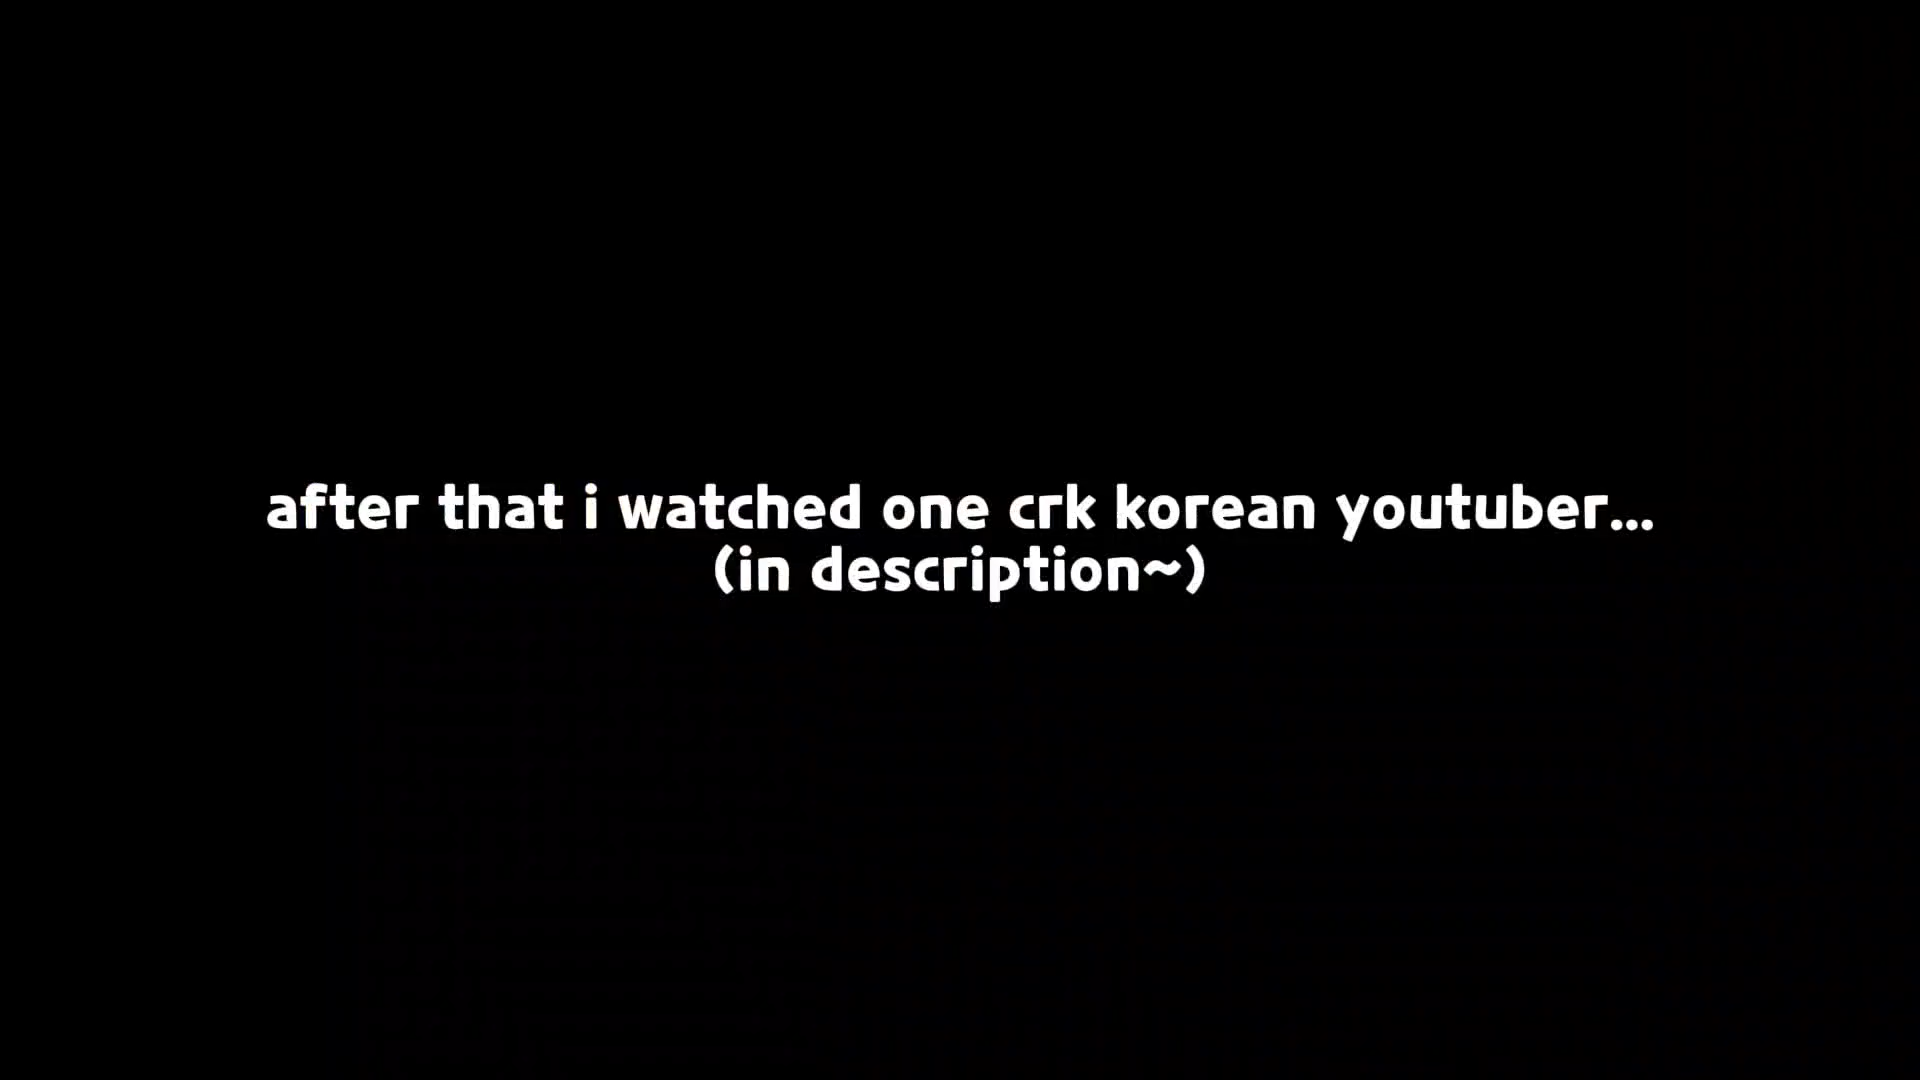 after that i watched one crk korean youtuber...
(in description~)